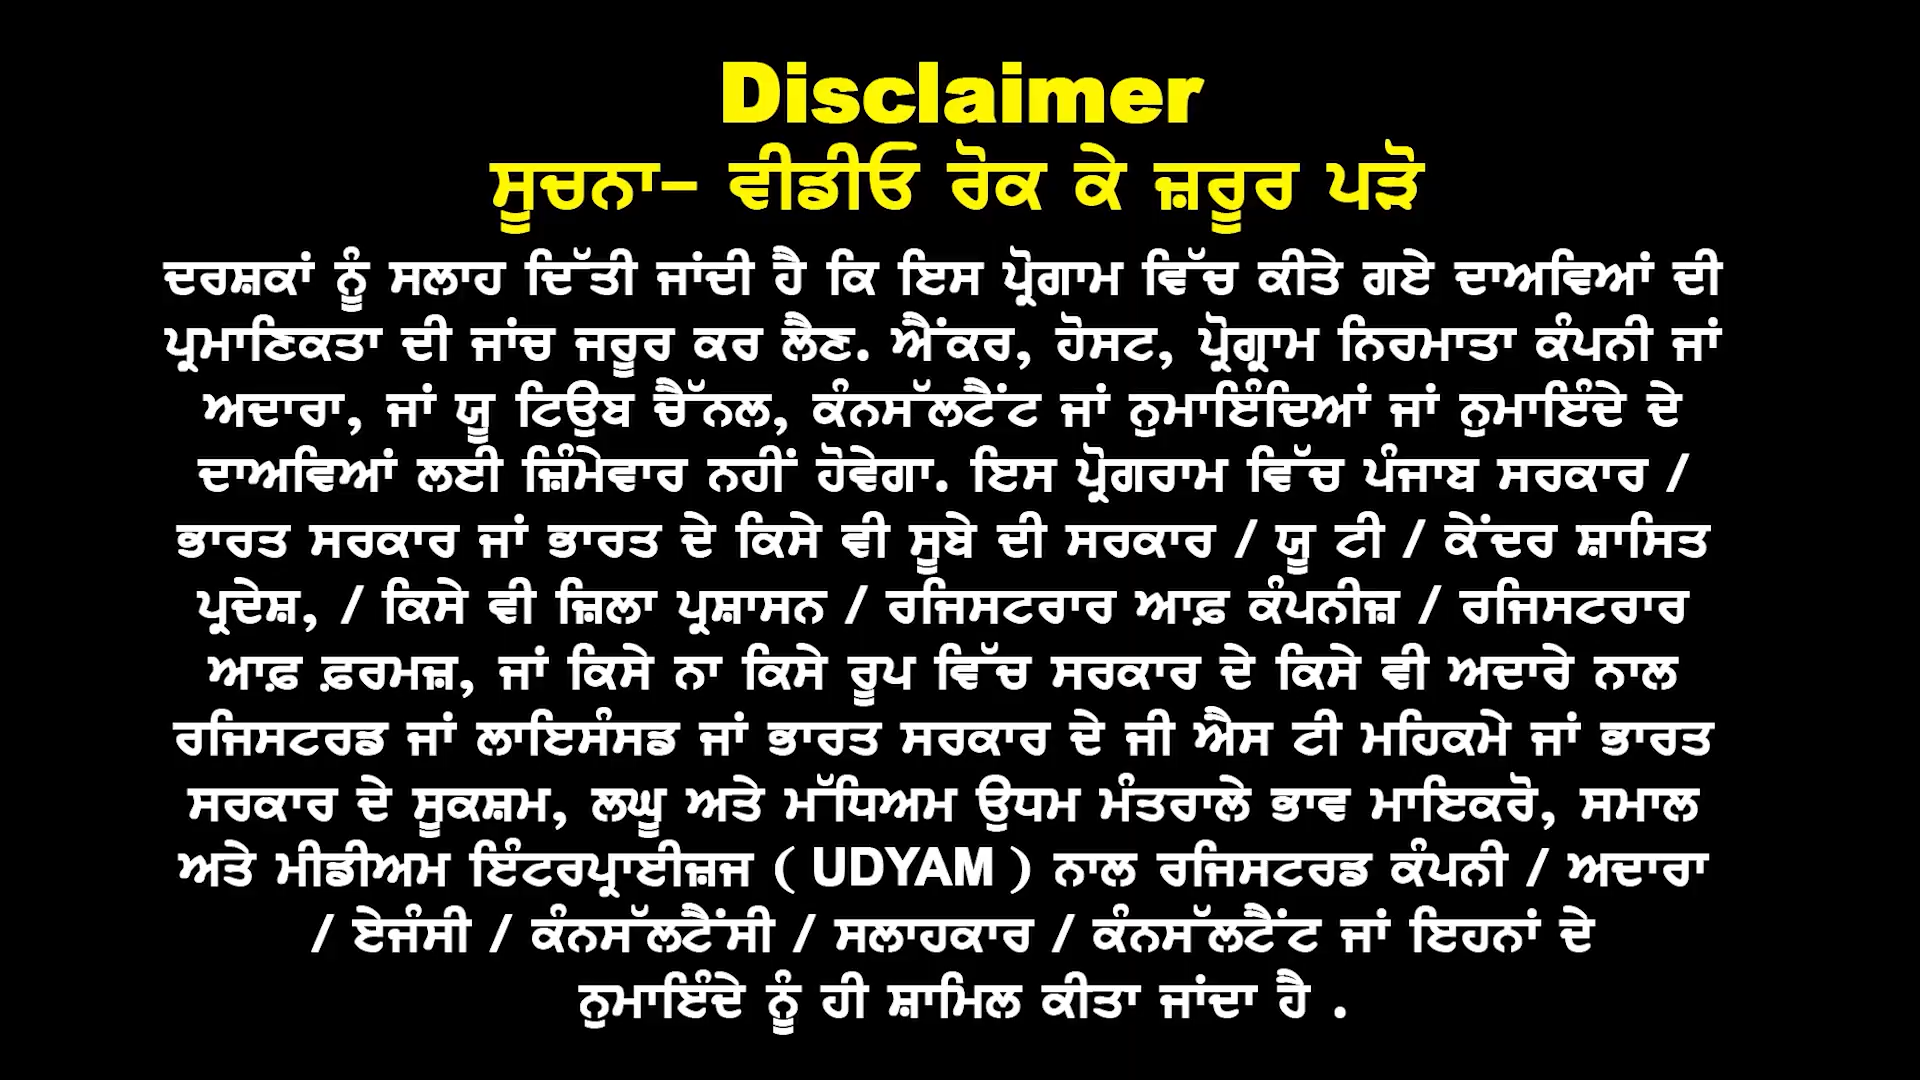 Disclaimer
ਸੂਚਨਾ- ਵੀਡੀਓ ਰੋਕ ਕੇ ਜ਼ਰੂਰ ਪੜੋ
ਦਰਸ਼ਕਾਂ ਨੂੰ ਸਲਾਹ ਦਿੱਤੀ ਜਾਂਦੀ ਹੈ ਕਿ ਇਸ ਪ੍ਰੋਗਾਮ ਵਿੱਚ ਕੀਤੇ ਗਏ ਦਾਅਵਿਆਂ ਦੀ
ਪ੍ਰਮਾਣਿਕਤਾ ਦੀ ਜਾਂਚ ਜਰੂਰ ਕਰ ਲੈਣ. ਐਂਕਰ, ਹੋਸਟ, ਪ੍ਰੋਗ੍ਰਾਮ ਨਿਰਮਾਤਾ ਕੰਪਨੀ ਜਾਂ
ਅਦਾਰਾ, ਜਾਂ ਯੂ ਟਿਉਬ ਚੈੱਨਲ, ਕੰਨਸੱਲਟੈਂਟ ਜਾਂ ਨੁਮਾਇੰਦਿਆਂ ਜਾਂ ਨੁਮਾਇੰਦੇ ਦੇ
ਦਾਅਵਿਆਂ ਲਈ ਜ਼ਿੰਮੇਵਾਰ ਨਹੀਂ ਹੋਵੇਗਾ. ਇਸ ਪ੍ਰੋਗਰਾਮ ਵਿੱਚ ਪੰਜਾਬ ਸਰਕਾਰ /
ਭਾਰਤ ਸਰਕਾਰ ਜਾਂ ਭਾਰਤ ਦੇ ਕਿਸੇ ਵੀ ਸੂਬੇ ਦੀ ਸਰਕਾਰ / ਯੂ ਟੀ / ਕੇਂਦਰ ਸ਼ਾਸਿਤ
ਪ੍ਰਦੇਸ਼, / ਕਿਸੇ ਵੀ ਜ਼ਿਲਾ ਪ੍ਰਸ਼ਾਸਨ / ਰਜਿਸਟਰਾਰ ਆਫ਼ ਕੰਪਨੀਜ਼ / ਰਜਿਸਟਰਾਰ
ਆਫ਼ ਫ਼ਰਮਜ਼, ਜਾਂ ਕਿਸੇ ਨਾ ਕਿਸੇ ਰੂਪ ਵਿੱਚ ਸਰਕਾਰ ਦੇ ਕਿਸੇ ਵੀ ਅਦਾਰੇ ਨਾਲ
ਰਜਿਸਟਰਡ ਜਾਂ ਲਾਇਸੰਸਡ ਜਾਂ ਭਾਰਤ ਸਰਕਾਰ ਦੇ ਜੀ ਐਸ ਟੀ ਮਹਿਕਮੇ ਜਾਂ ਭਾਰਤ
ਸਰਕਾਰ ਦੇ ਸੂਕਸ਼ਮ, ਲਘੂ ਅਤੇ ਮੱਧਿਅਮ ਉਧਮ ਮੰਤਰਾਲੇ ਭਾਵ ਮਾਇਕਰੋ, ਸਮਾਲ
ਅਤੇ ਮੀਡੀਅਮ ਇੰਟਰਪ੍ਰਾਈਜ਼ਜ ( UDYAM ) ਨਾਲ ਰਜਿਸਟਰਡ ਕੰਪਨੀ / ਅਦਾਰਾ
/ ਏਜੰਸੀ / ਕੰਨਸੱਲਟੈਂਸੀ / ਸਲਾਹਕਾਰ / ਕੰਨਸੱਲਟੈਂਟ ਜਾਂ ਇਹਨਾਂ ਦੇ
ਨੁਮਾਇੰਦੇ ਨੂੰ ਹੀ ਸ਼ਾਮਿਲ ਕੀਤਾ ਜਾਂਦਾ ਹੈ .